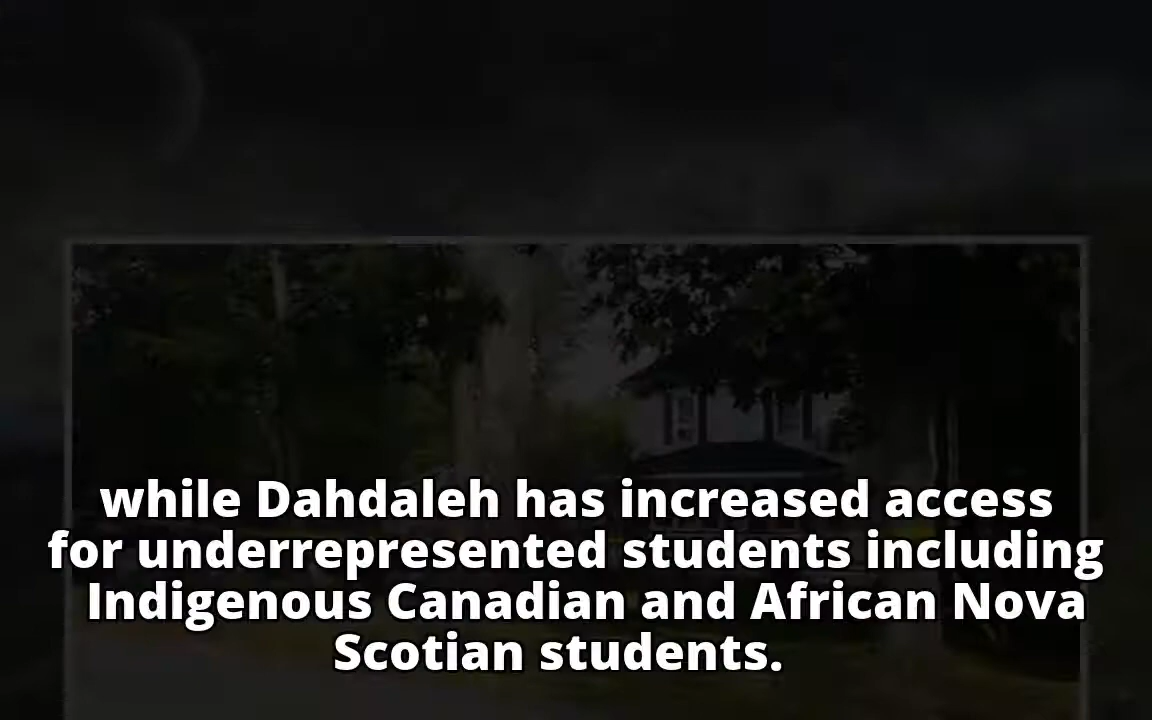 while Dahdaleh has increased access
for underrepresented students including
Indigenous Canadian and African Nova
Scotian students.